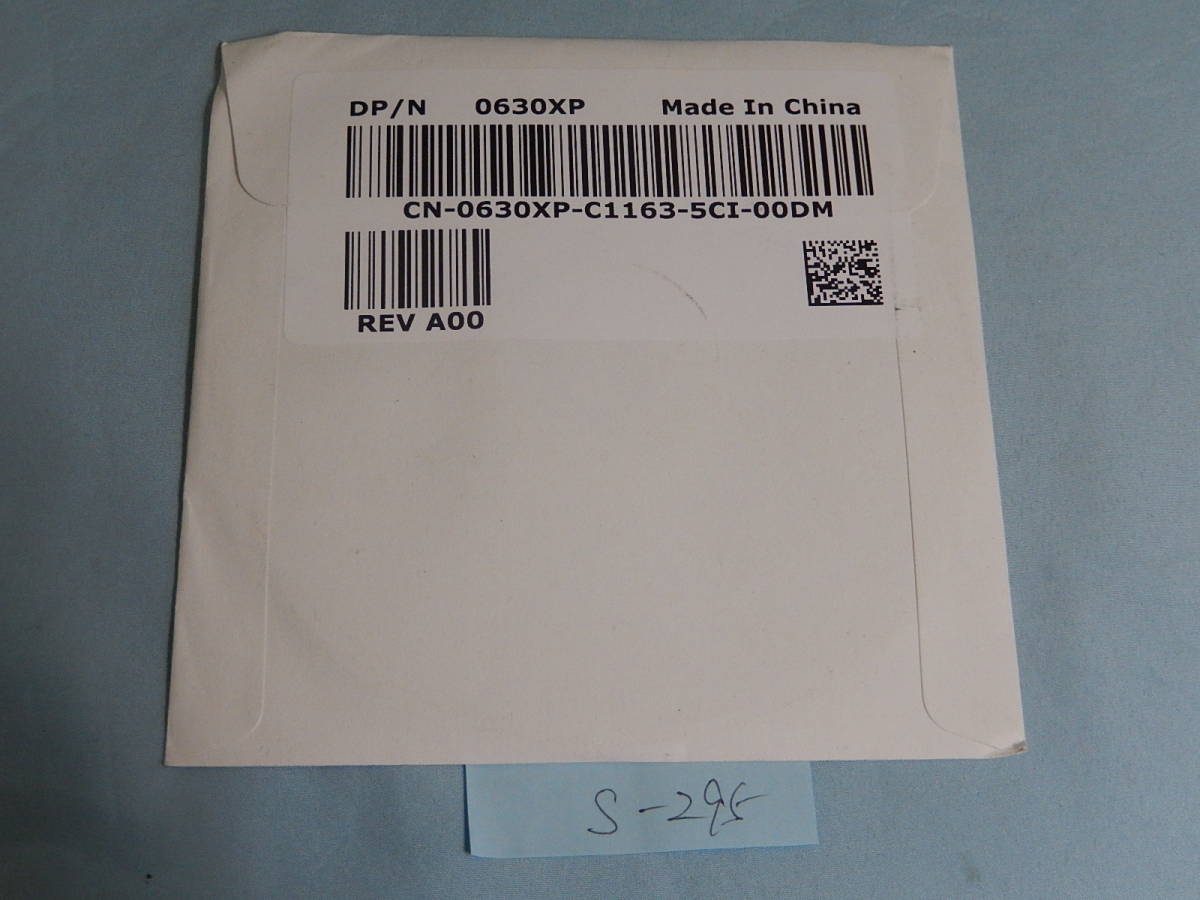 DP/N 0630XP Made In China
CN-0630XP-C1163-5CI-00DM
REV A00
S-295